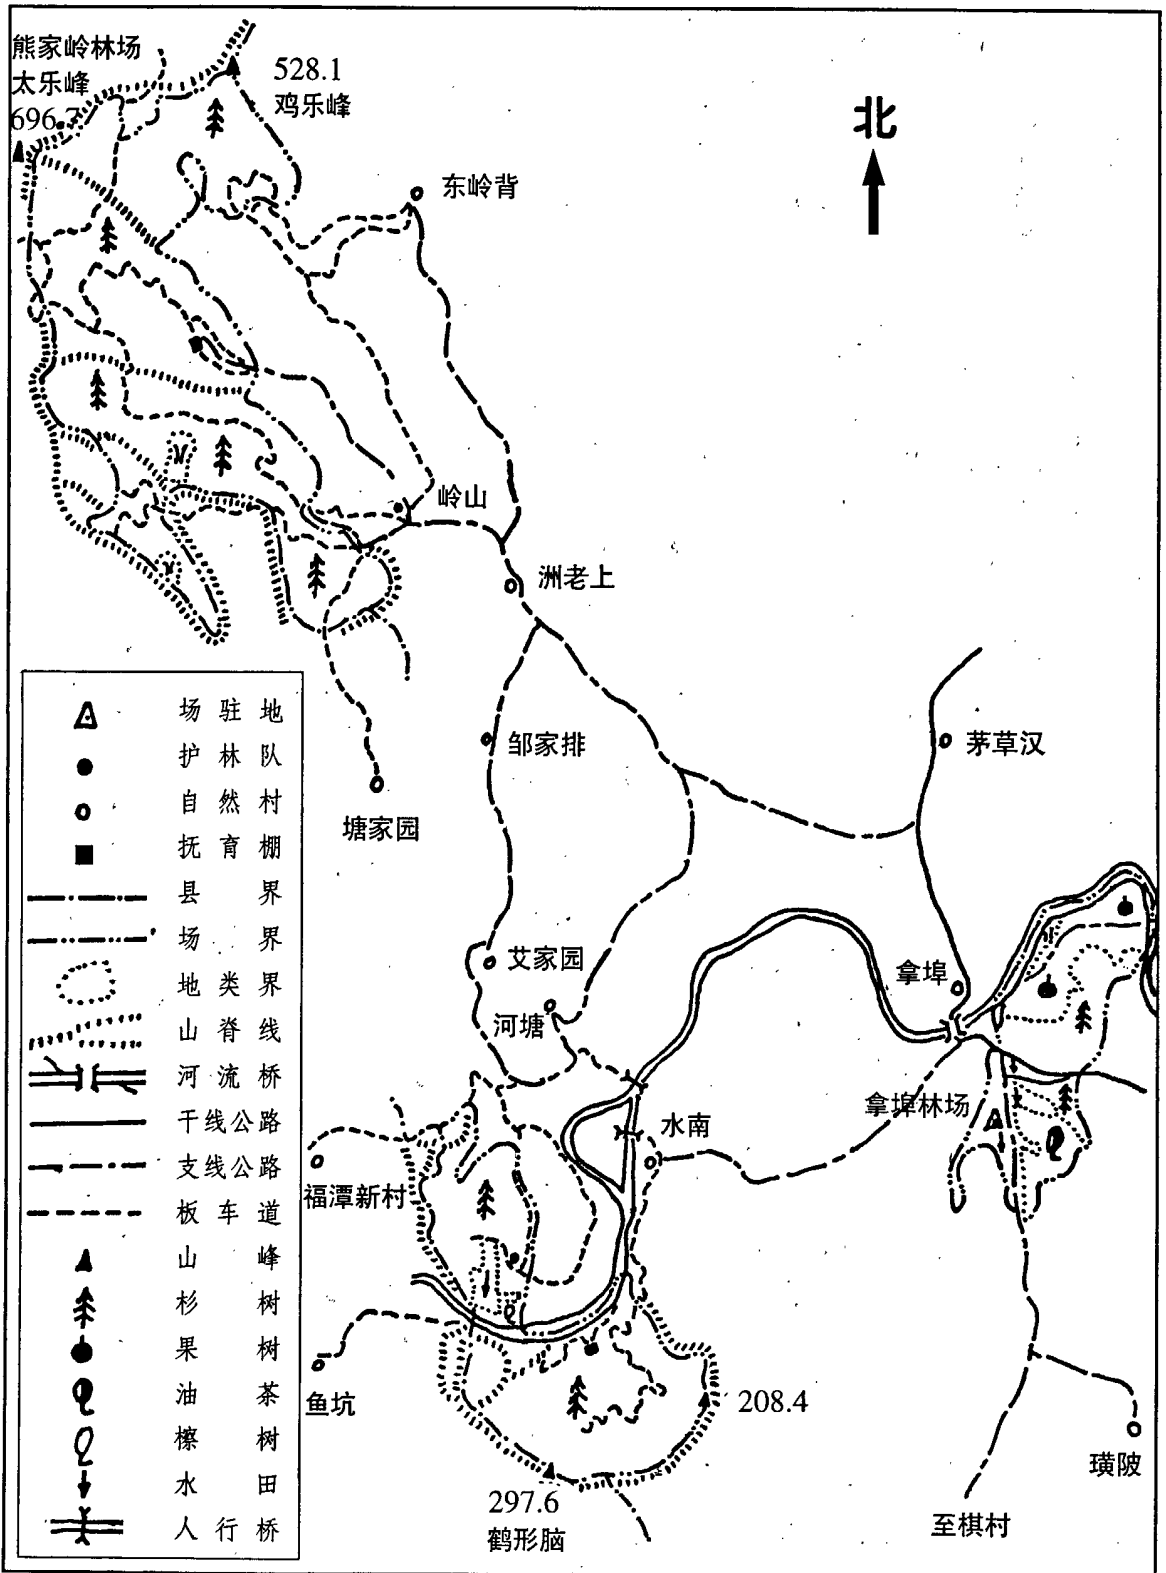 熊家岭林场
太乐峰
696.7
528.1
鸡乐峰
北
东岭背
岭山
洲老上
邹家排
塘家园
茅草汉
艾家园
河塘
拿埠
拿埠林场
水南
福潭新村
鱼坑
208.4
297.6
鹤形脑
璜陂
至棋村
场驻地
护林队
自然村
抚育棚
县界
场界
地类界
山脊线
河流桥
干线公路
支线公路
板车道
山峰
杉树
果树
油茶
檫树
水田
人行桥